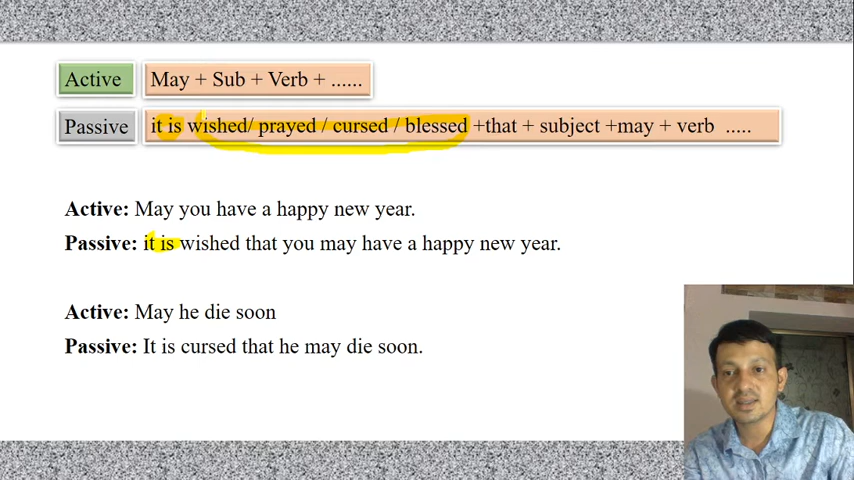 Active
May + Sub + Verb + ......
Passive
it is wished/ prayed / cursed / blessed +that + subject +may + verb .....
Active: May you have a happy new year.
Passive: it is wished that you may have a happy new year.
Active: May he die soon
Passive: It is cursed that he may die soon.